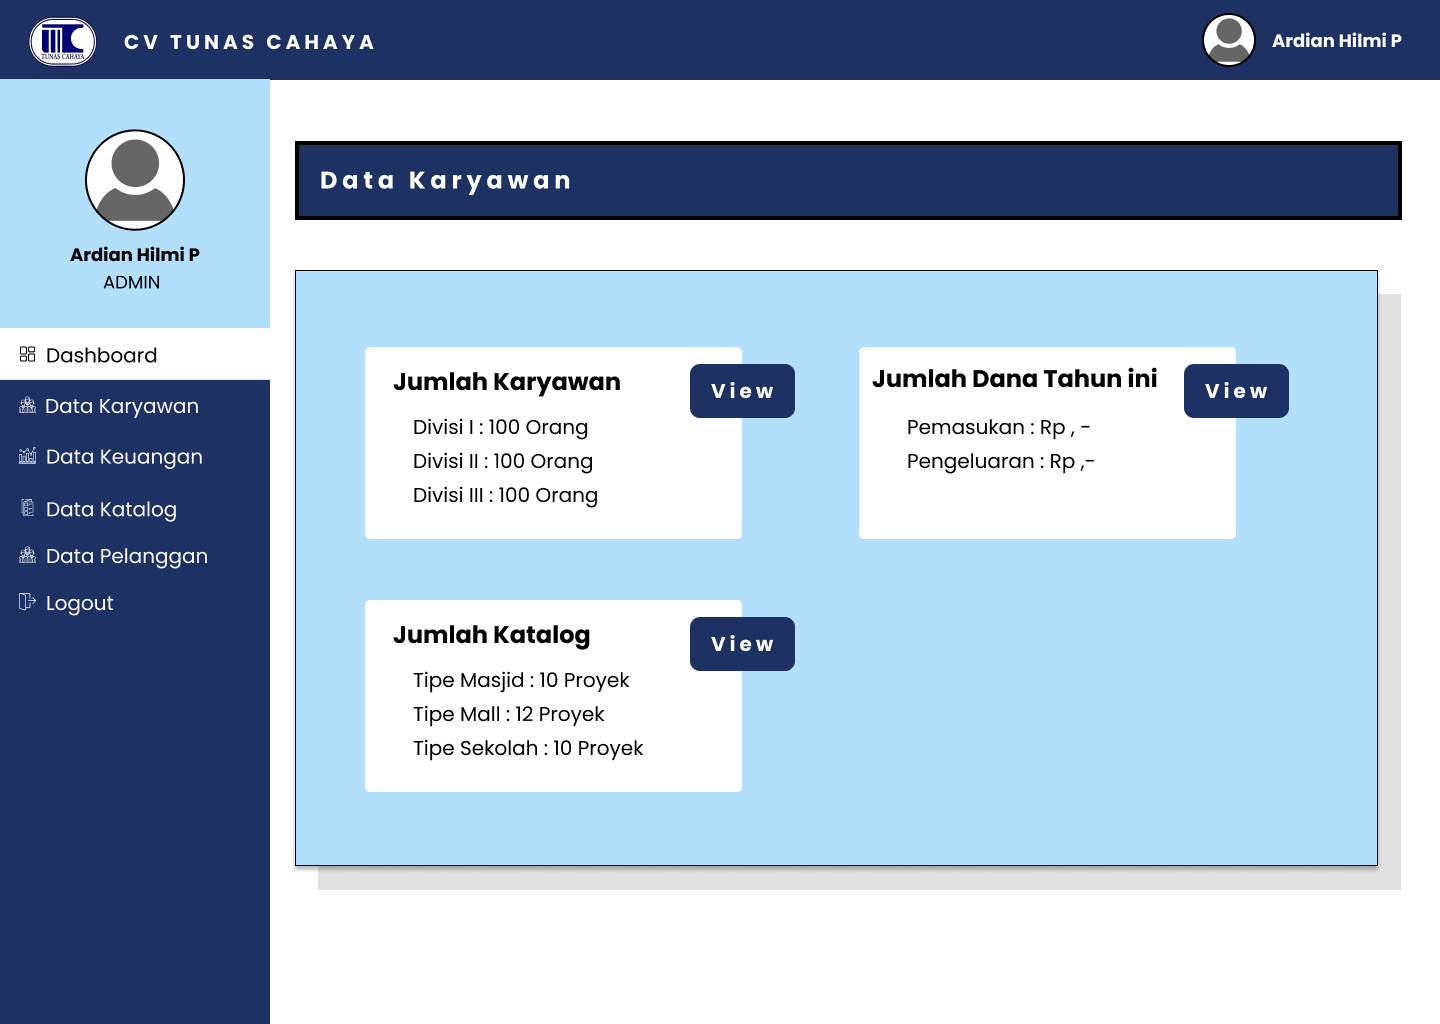 TUNAS CAHAYA
CV TUNAS CAHAYA
Ardian Hilmi P
Ardian Hilmi P
ADMIN
Dashboard
Data Karyawan
Data Keuangan
Data Katalog
Data Pelanggan
Logout
Data Karyawan
Jumlah Karyawan
View
Divisi I : 100 Orang
Divisi II : 100 Orang
Divisi III : 100 Orang
Jumlah Dana Tahun ini
View
Pemasukan : Rp , -
Pengeluaran : Rp ,-
Jumlah Katalog
View
Tipe Masjid : 10 Proyek
Tipe Mall : 12 Proyek
Tipe Sekolah : 10 Proyek